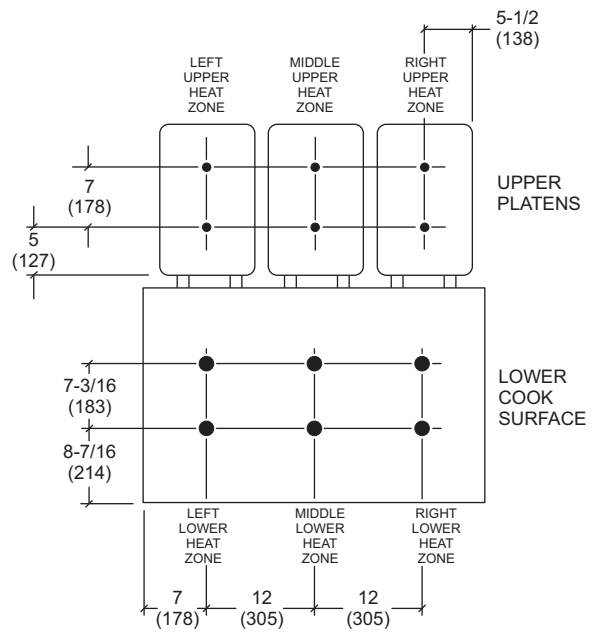 5-1/2
(138)
LEFT
UPPER
HEAT
ZONE
MIDDLE
UPPER
HEAT
ZONE
RIGHT
UPPER
HEAT
ZONE
7
(178)
5
(127)
UPPER
PLATENS
7-3/16
(183)
8-7/16
(214)
LOWER
COOK
SURFACE
LEFT
LOWER
HEAT
ZONE
MIDDLE
LOWER
HEAT
ZONE
RIGHT
LOWER
HEAT
ZONE
7
(178)
12
(305)
12
(305)